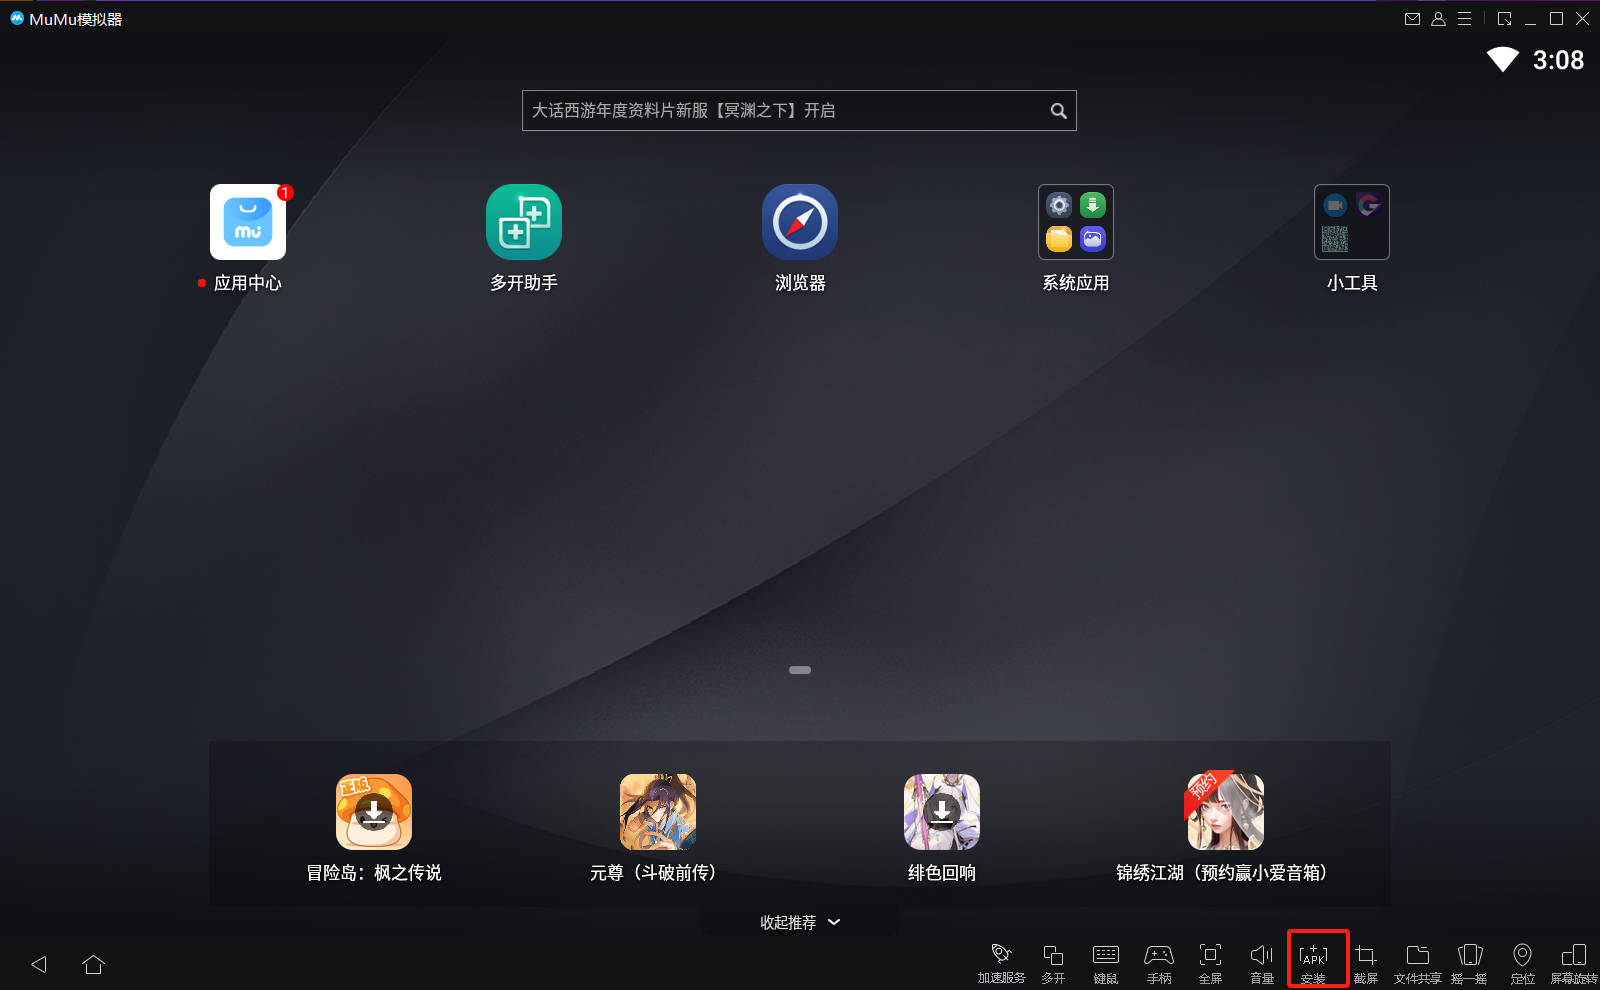 MuMu模拟器
3:08
大话西游年度资料片新服【冥渊之下】开启
mu
1
应用中心
多开助手
浏览器
系统应用
小工具
正版
预约
冒险岛：枫之传说
元尊（斗破前传）
绯色回响
锦绣江湖（预约赢小爱音箱）
收起推荐
APK
加速服务
多开
键鼠
手柄
全屏
音量
安装
截屏
文件共享
摇一摇
定位
屏幕旋转